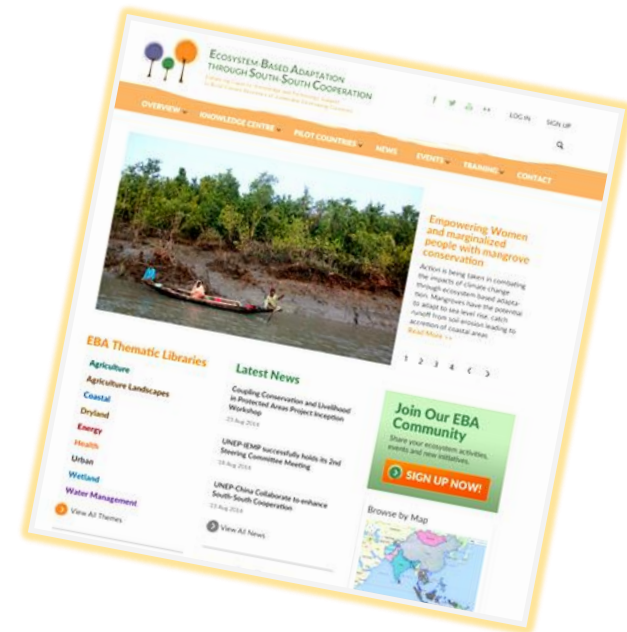 ECOSYSTEM-BASED ADAPTATION
THROUGH SOUTH-SOUTH COOPERATION
LOG IN
SIGN UP
OVERVIEW
KNOWLEDGE CENTRE
PILOT COUNTRIES
NEWS
EVENTS
TRAINING
CONTACT
Empowering Women
and marginalized
people with mangrove
conservation
Action is being taken in combating
the impacts of climate change
through ecosystem based adapta-
tion. Mangroves have the potential
to adapt to sea level rise, catch
runoff from soil erosion leading to
accretion of coastal areas
Read More >>
1 2 3 4 < >
EBA Thematic Libraries
Agriculture
Agriculture Landscapes
Coastal
Dryland
Energy
Health
Urban
Wetland
Water Management
View All Themes
Latest News
Coupling Conservation and Livelihood
in Protected Areas Project Inception
Workshop
Aug 2014
UNEP-IEMP successfully holds its 2nd
Steering Committee Meeting
Aug 2014
UNEP-China Collaborate to enhance
South-South Cooperation
Aug 2014
View All News
Join Our EBA
Community
Share your ecosystem activities,
events and new initiatives.
SIGN UP NOW!
Browse by Map